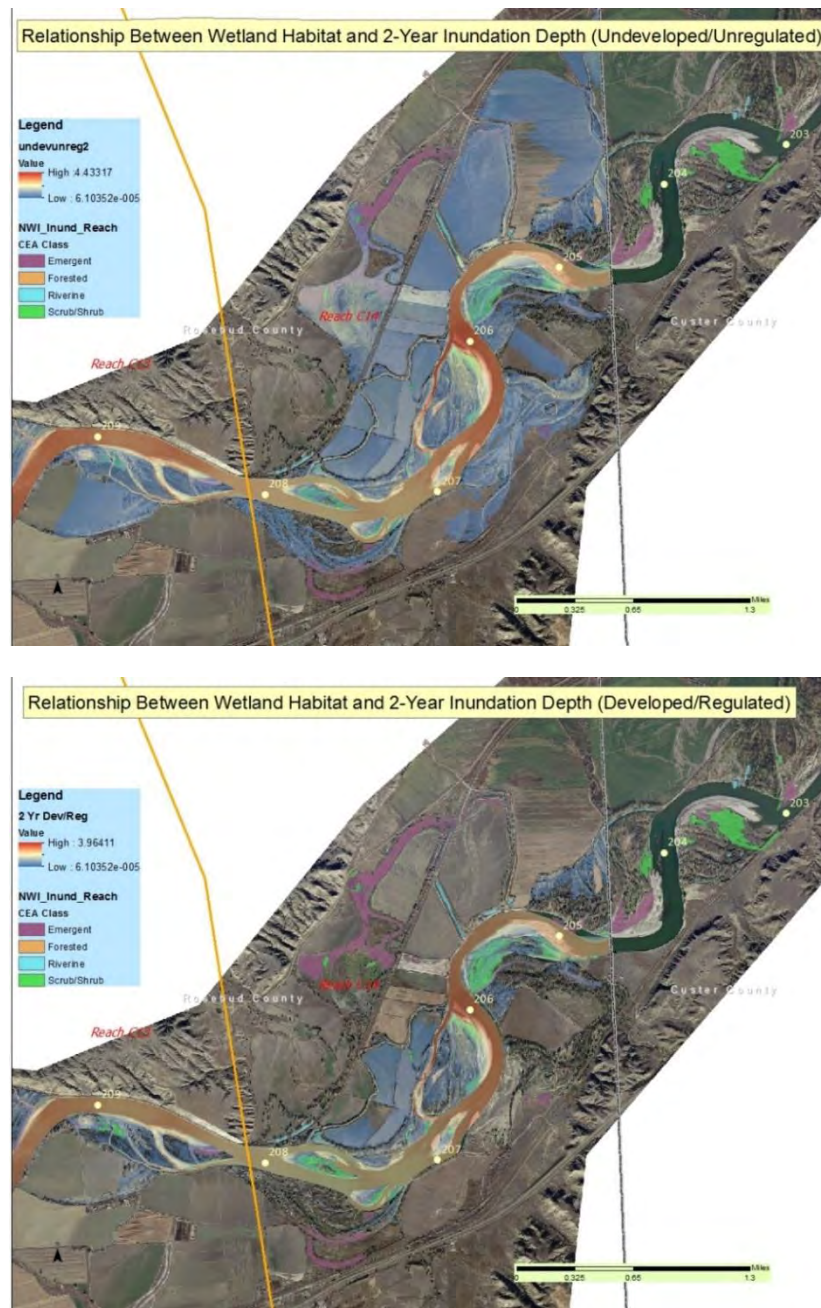 Relationship Between Wetland Habitat and 2-Year Inundation Depth (Undeveloped/Unregulated)
Legend
undevunreg2
Value
High : 4.43317
Low : 6.10352e-005
NWI_Inund_Reach
CEA Class
Emergent
Forested
Riverine
Scrub/Shrub
203
204
205
Reach C14
Rosebud County
Custer County
206
Reach C13
209
208
207
Miles
0 0.325 0.65 1.3
Relationship Between Wetland Habitat and 2-Year Inundation Depth (Developed/Regulated)
Legend
2 Yr Dev/Reg
Value
High : 3.96411
Low : 6.10352e-005
NWI_Inund_Reach
CEA Class
Emergent
Forested
Riverine
Scrub/Shrub
203
204
205
Reach C14
Rosebud County
Custer County
206
Reach C13
209
208
207
Miles
0 0.325 0.65 1.3